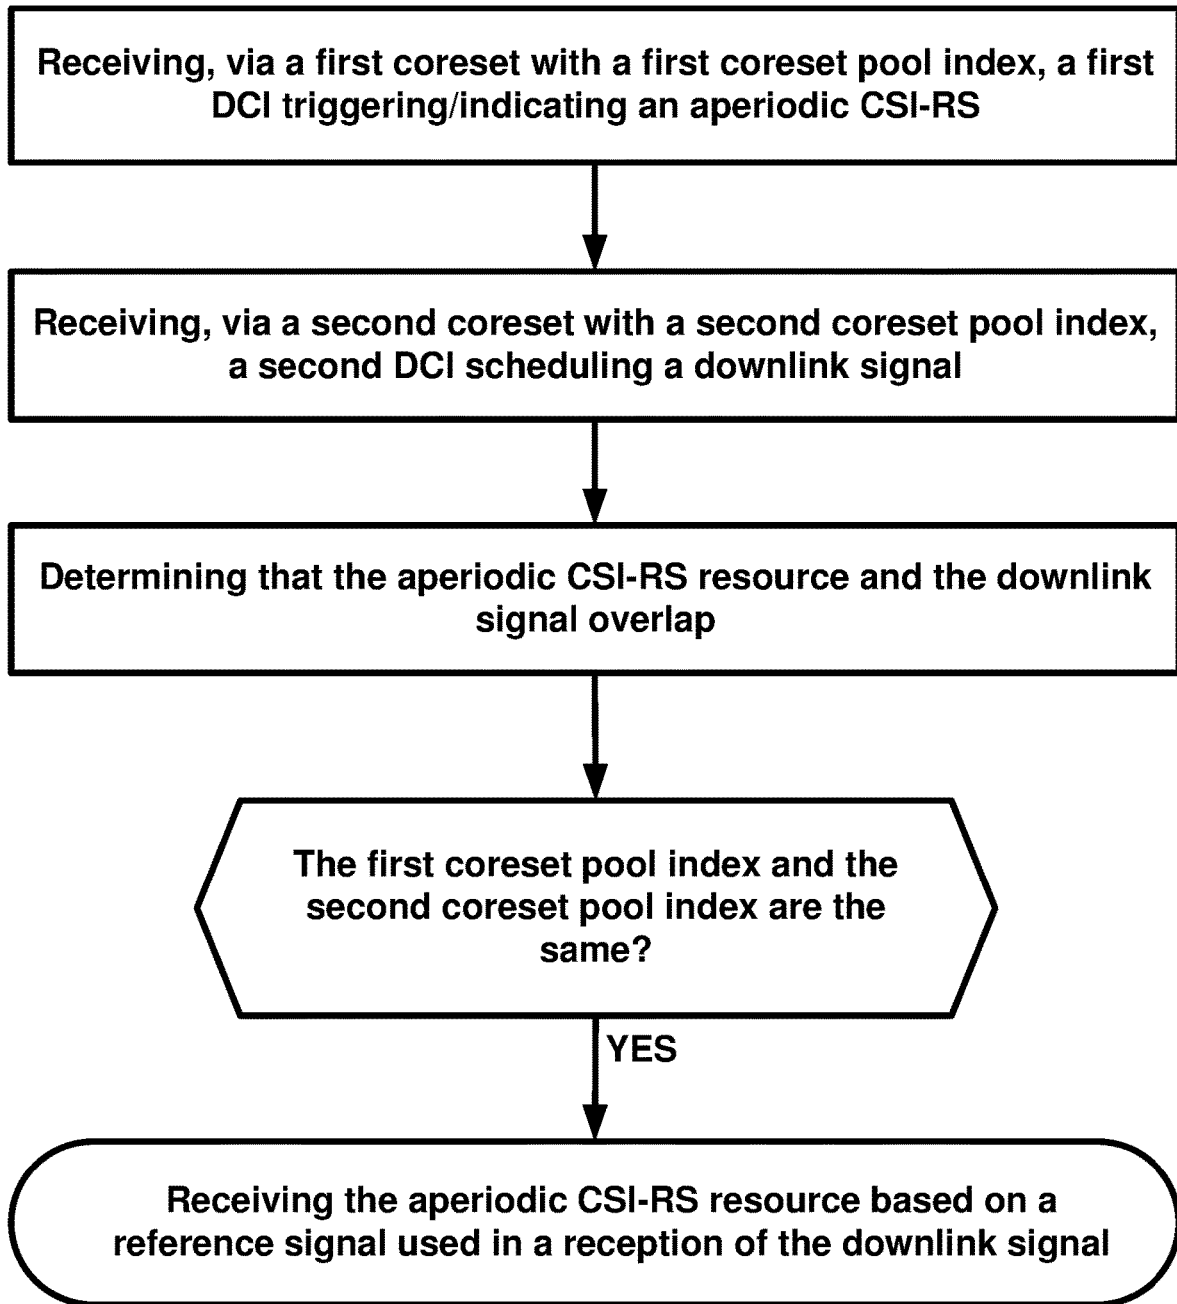 Receiving, via a first coreset with a first coreset pool index, a first
DCI triggering/indicating an aperiodic CSI-RS
Receiving, via a second coreset with a second coreset pool index,
a second DCI scheduling a downlink signal
Determining that the aperiodic CSI-RS resource and the downlink
signal overlap
The first coreset pool index and the
second coreset pool index are the
same?
YES
Receiving the aperiodic CSI-RS resource based on a
reference signal used in a reception of the downlink signal